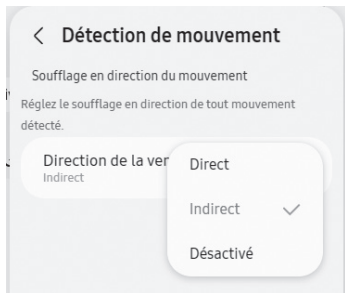 Détection de mouvement
Soufflage en direction du mouvement
Réglez le soufflage en direction de tout mouvement
détecté.
Direction de la
Indirect
Direct
Indirect
Désactivé